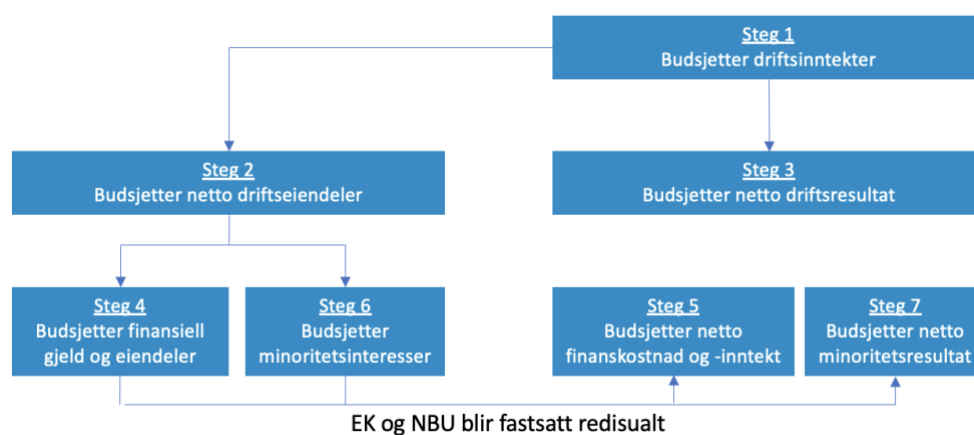 Steg 1
Budsjetter driftsinntekter
Steg 2
Budsjetter netto driftseiendeler
Steg 3
Budsjetter netto driftsresultat
Steg 4
Budsjetter finansiell
gjeld og eiendeler
Steg 6
Budsjetter
minoritetsinteresser
Steg 5
Budsjetter netto
finanskostnad og -inntekt
Steg 7
Budsjetter netto
minoritetsresultat
EK og NBU blir fastsatt redisualt